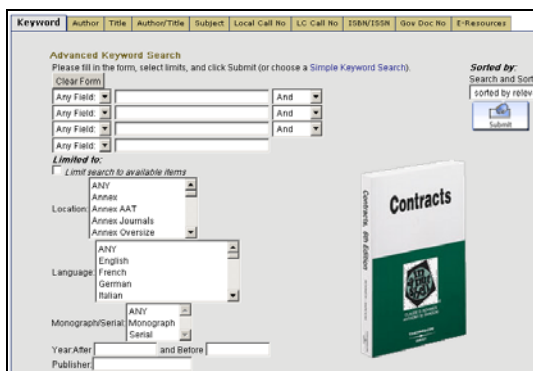 Keyword Author Title Author/Title Subject Local Call No LC Call No ISBN/ISSN Gov Doc No E-Resources
Advanced Keyword Search
Please fill in the form, select limits, and click Submit (or choose a Simple Keyword Search).
Clear Form
Any Field: And
Any Field: And
Any Field: And
Any Field:
Limited to:
Limit search to available items
Location:
ANY
Annex
Annex AAT
Annex Journals
Annex Oversize
Language:
ANY
English
French
German
Italian
Monograph/Serial:
ANY
Monograph
Serial
Year: After and Before
Publisher:
Sorted by:
Search and Sort
sorted by relev
Submit
Contracts
Contracts, 6th Edition